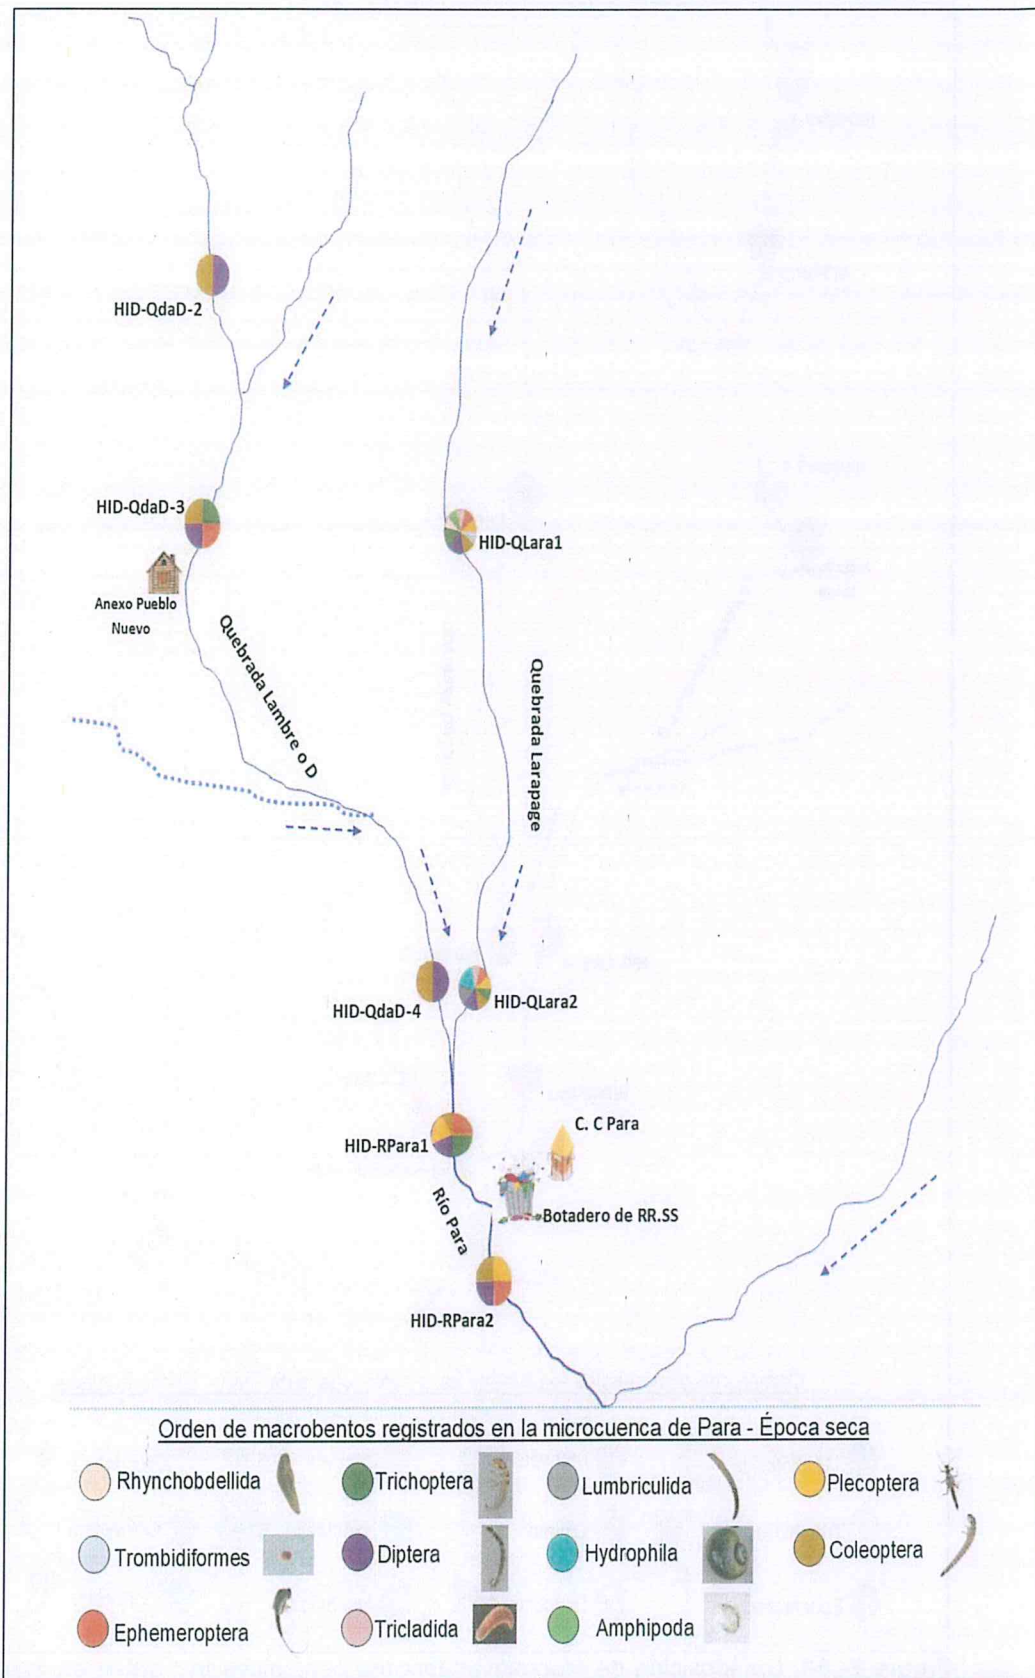 HID-QdaD-2
HID-QdaD-3
HID-QLara1
Anexo Pueblo
Nuevo
Quebrada Lambre o D
Quebrada Larapage
HID-QdaD-4
HID-QLara2
HID-RPara1
C. C Para
Río Para
Botadero de RR.SS
HID-RPara2
Orden de macrobentos registrados en la microcuenca de Para - Época seca
Rhynchobdellida
Trichoptera
Lumbriculida
Plecoptera
Trombidiformes
Diptera
Hydrophila
Coleoptera
Ephemeroptera
Tricladida
Amphipoda